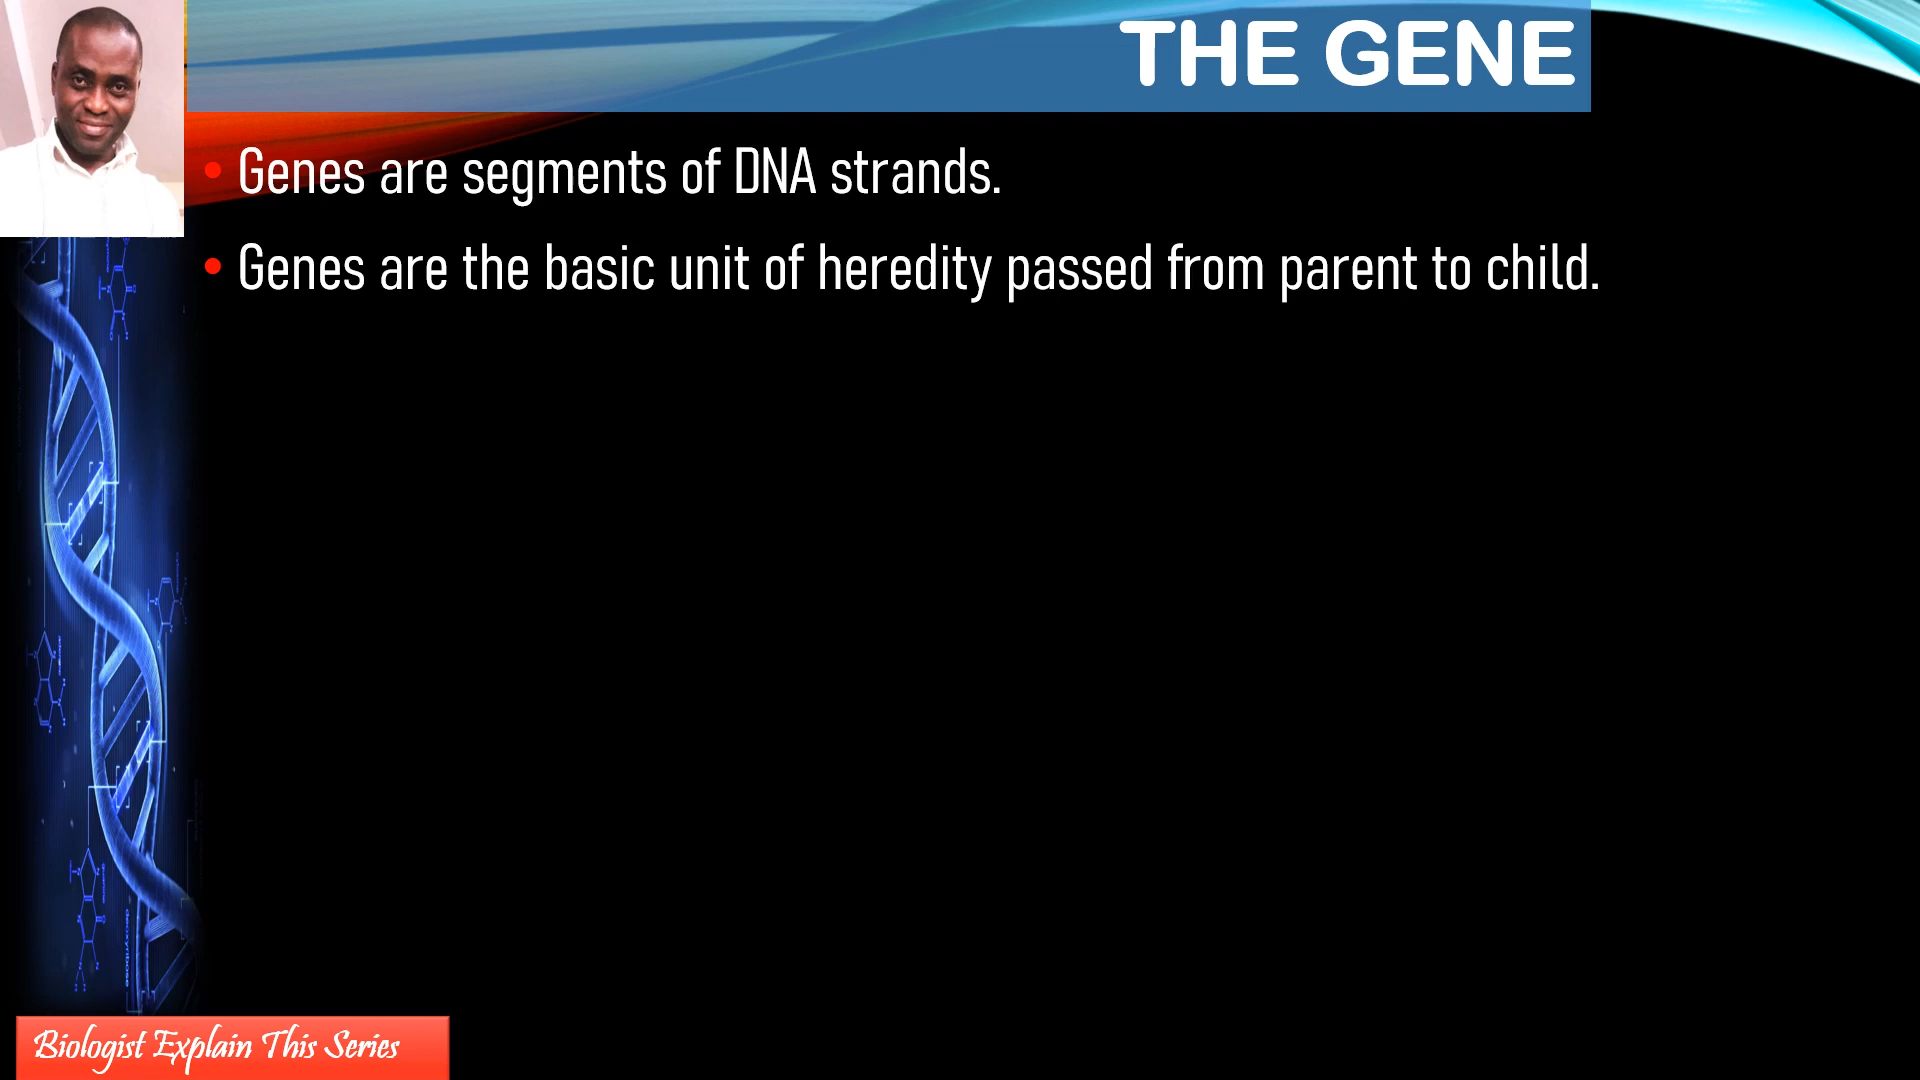 THE GENE
• Genes are segments of DNA strands.
• Genes are the basic unit of heredity passed from parent to child.
deoxyribose
Biologist Explain This Series